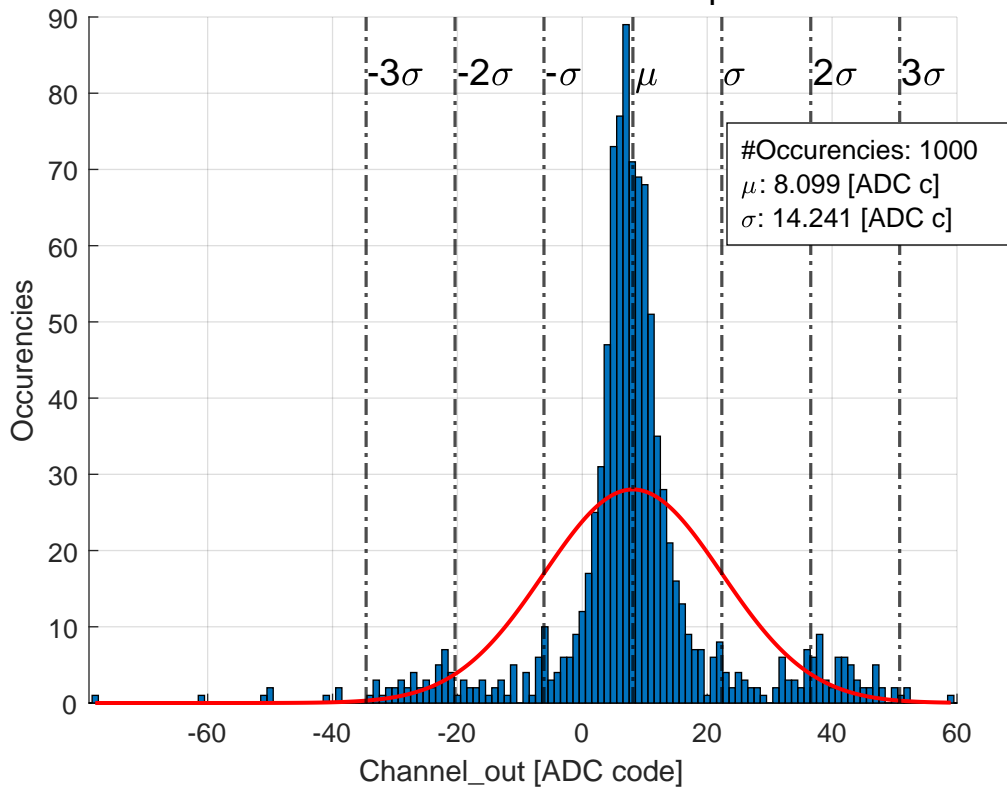 90
80
70
60
50
40
30
20
10
0
Occurencies
-3σ -2σ -σ μ σ 2σ 3σ
#Occurencies: 1000
μ: 8.099 [ADC c]
σ: 14.241 [ADC c]
-60 -40 -20 0 20 40 60
Channel_out [ADC code]